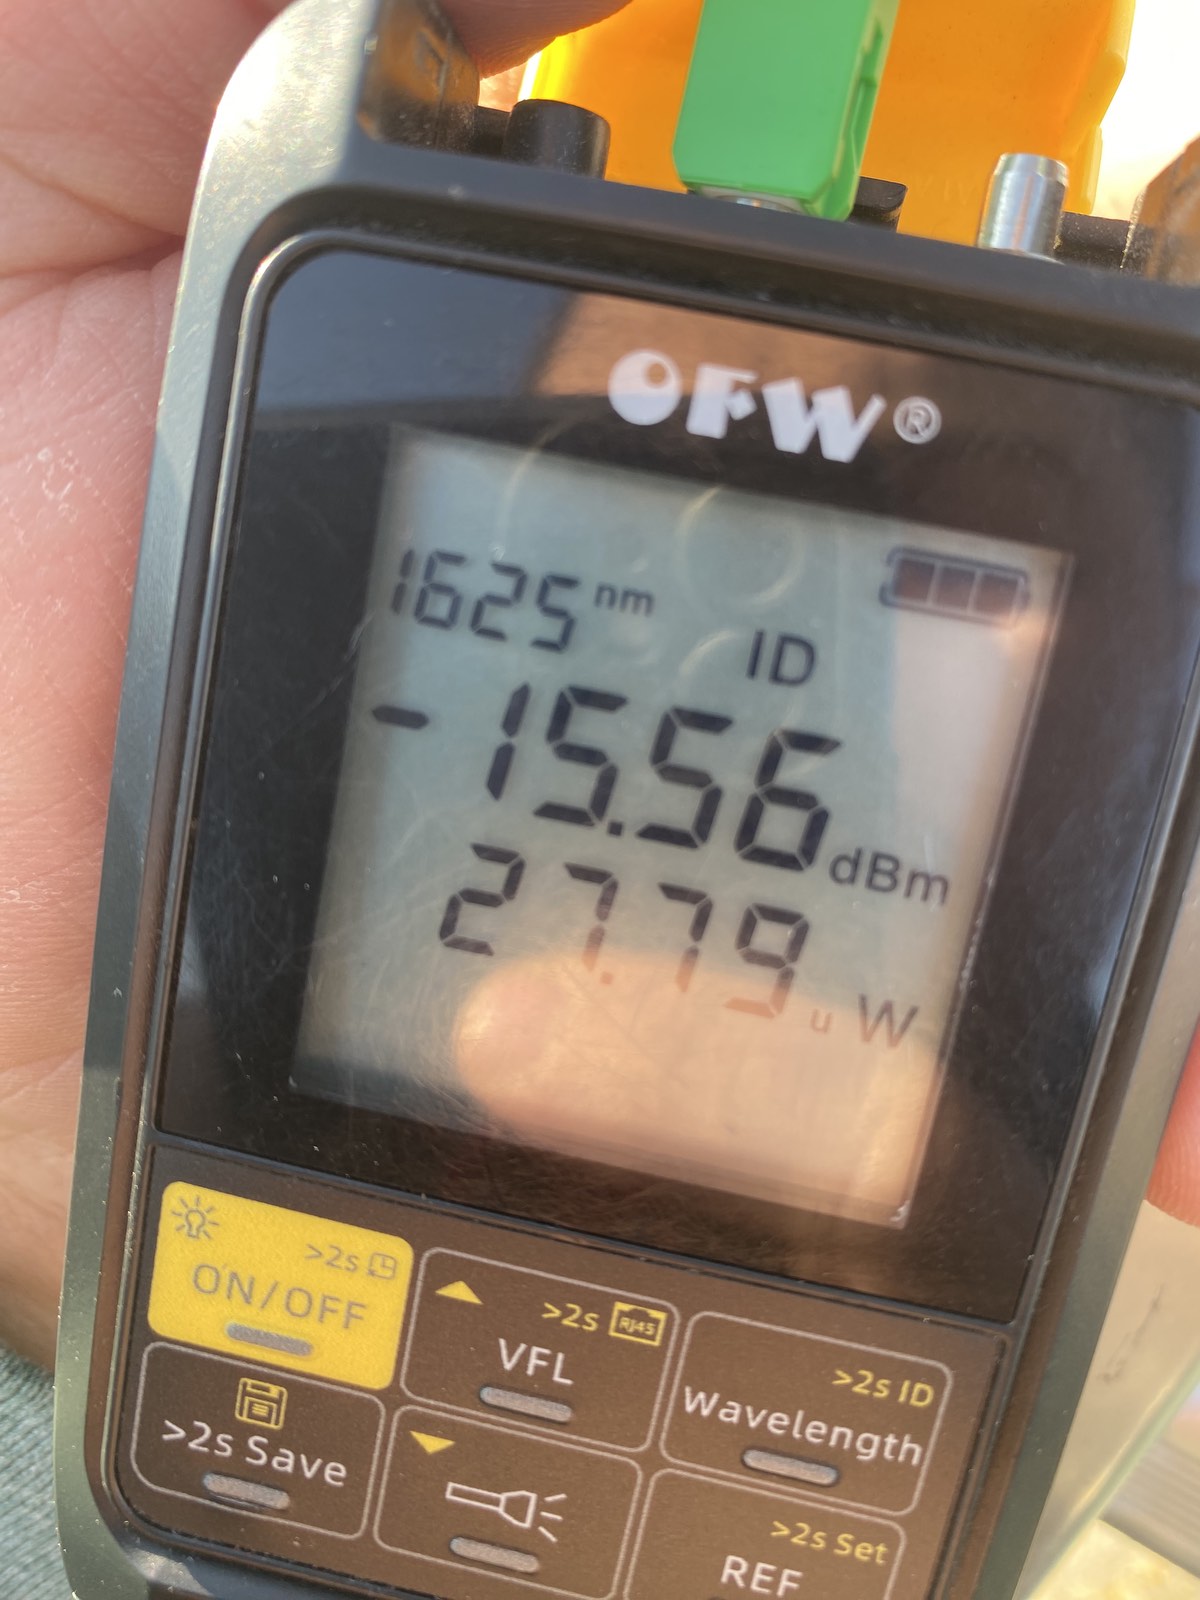 OFW®
1625 nm
ID
-15.56 dBm
27.79 uW
>2s
ON/OFF
>2s RJ45
VFL
>2s ID
Wavelength
>2s Save
>2s Set
REF